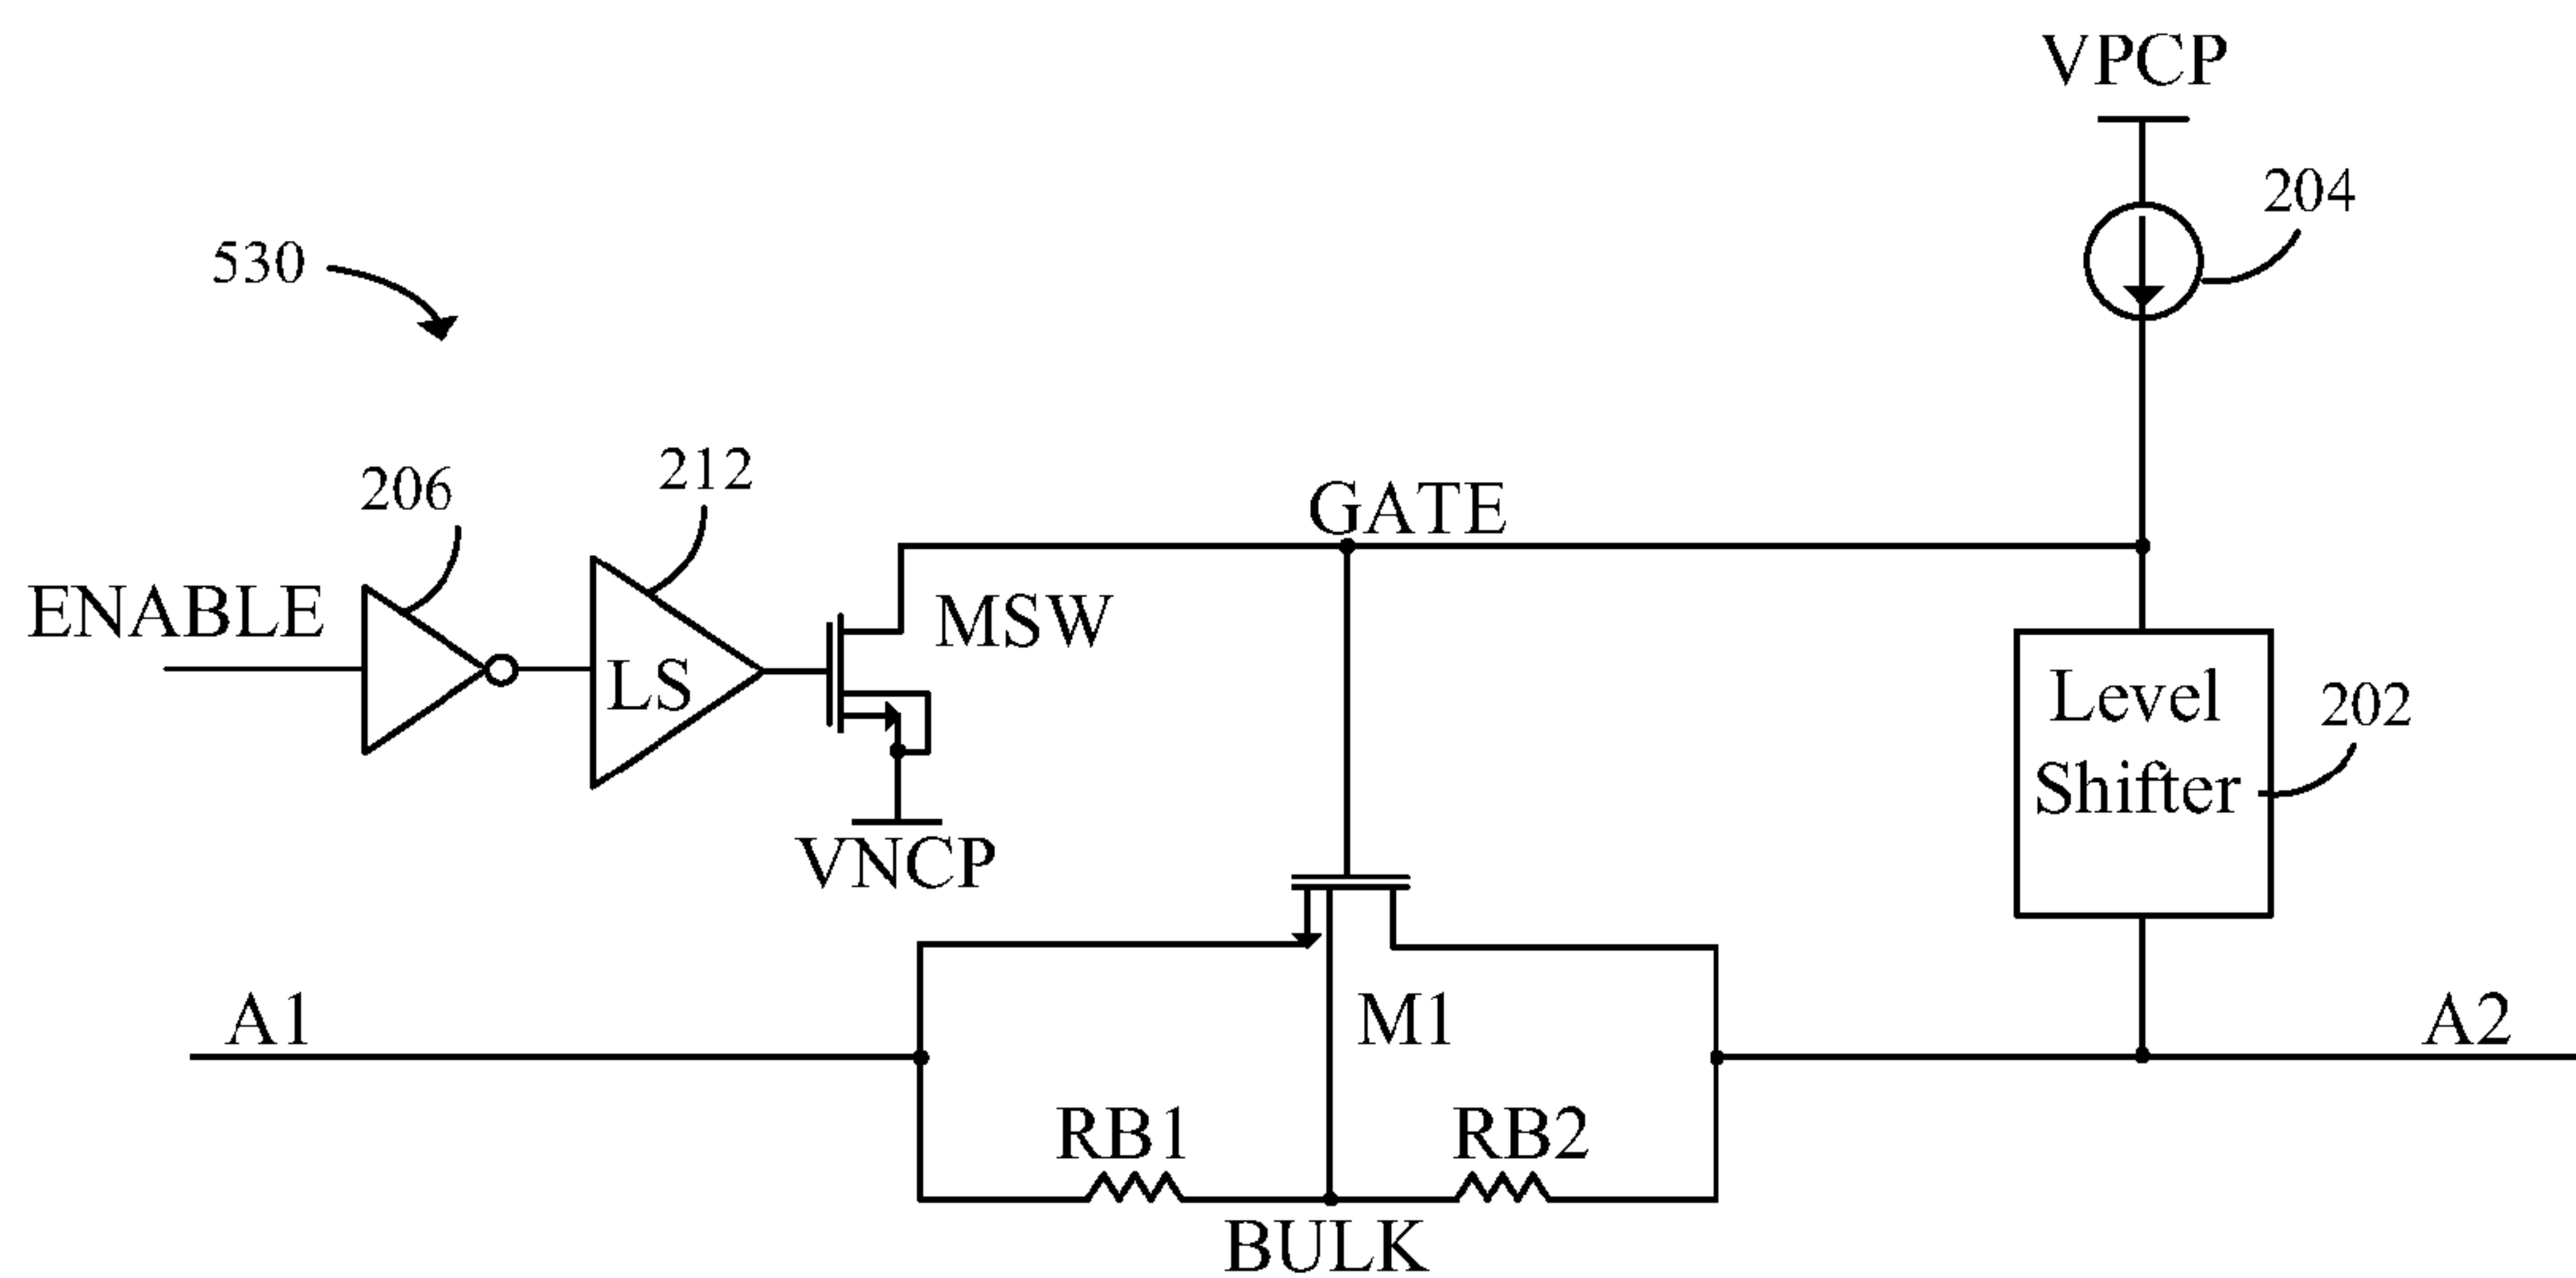 VPCP
204
530
206
212
GATE
ENABLE
LS
MSW
Level
Shifter
202
VNCP
A1
M1
A2
RB1
RB2
BULK